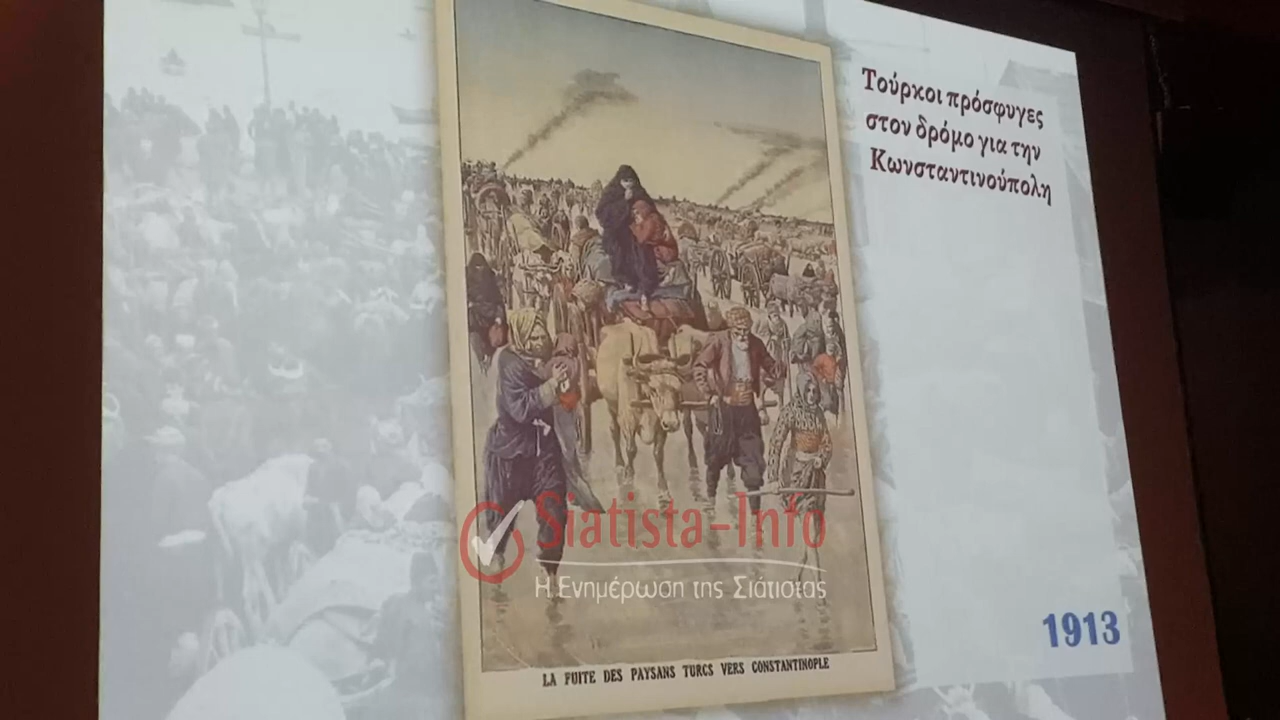 Τούρκοι πρόσφυγες
στον δρόμο για την
Κωνσταντινούπολη
Siatista-Info
Η Ενημέρωση της Σιάτιστας
1913
LA FUITE DES PAYSANS TURCS VERS CONSTANTINOPLE